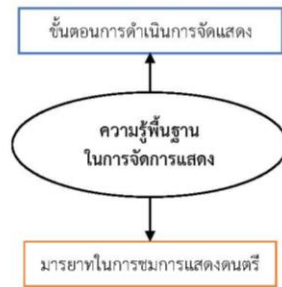 ขั้นตอนการดำเนินการจัดแสดง
ความรู้พื้นฐาน
ในการจัดการแสดง
มารยาทในการชมการแสดงดนตรี